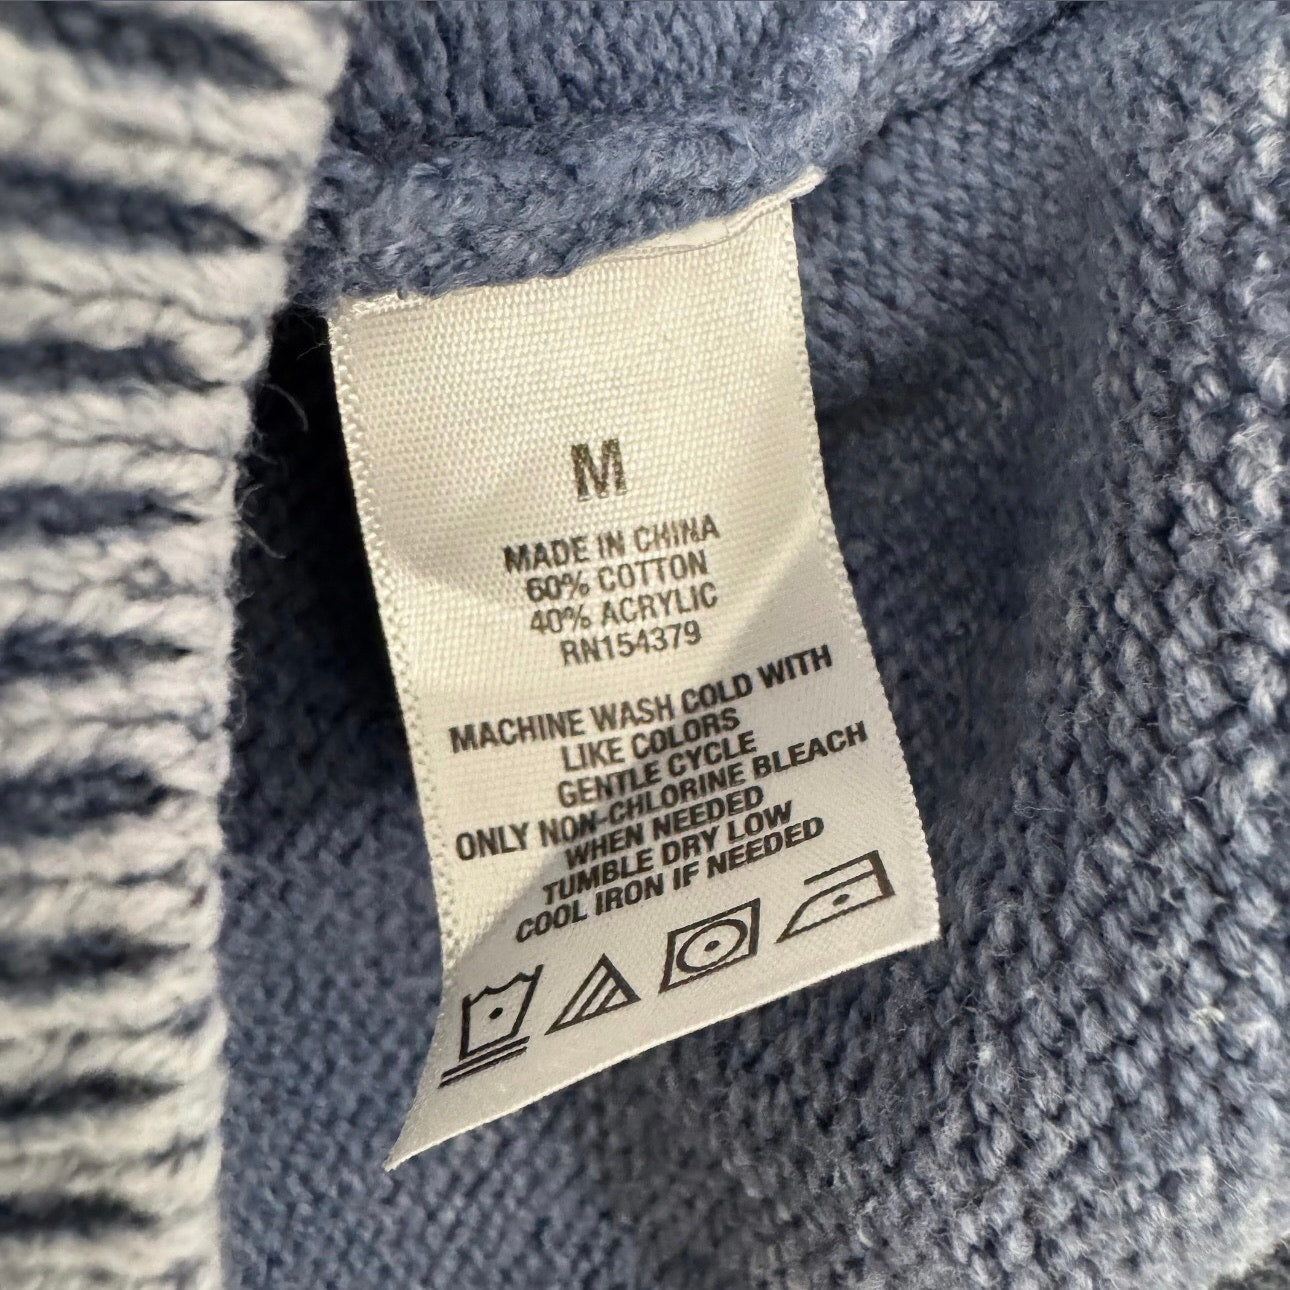 M
MADE IN CHINA
60% COTTON
40% ACRYLIC
RN154379
MACHINE WASH COLD WITH
LIKE COLORS
GENTLE CYCLE
ONLY NON-CHLORINE BLEACH
WHEN NEEDED
TUMBLE DRY LOW
COOL IRON IF NEEDED